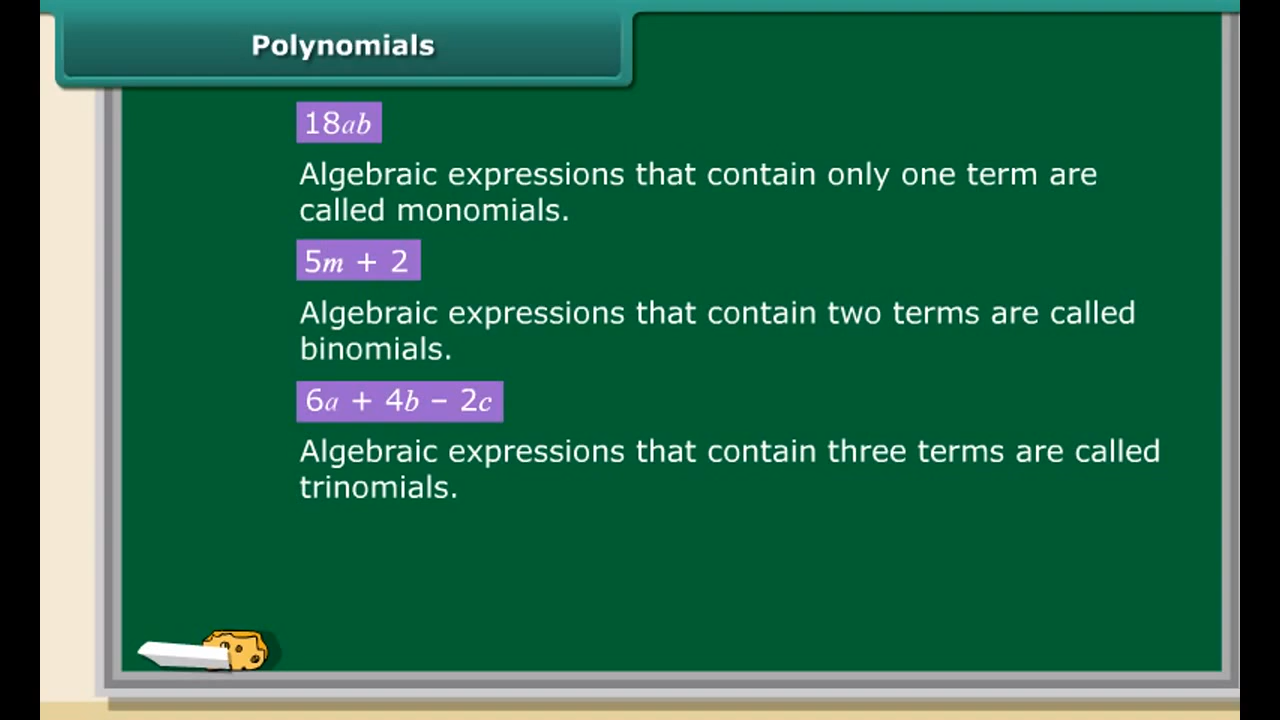 Polynomials
18ab
Algebraic expressions that contain only one term are
called monomials.
5m + 2
Algebraic expressions that contain two terms are called
binomials.
6a + 4b – 2c
Algebraic expressions that contain three terms are called
trinomials.